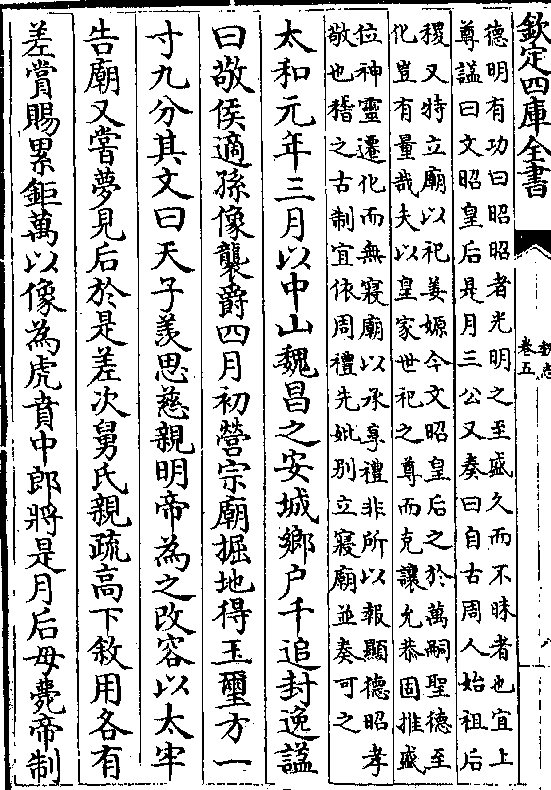 欽定四庫全書
魏志
卷五
德明有功曰昭昭者光明之至盛久而不昧者也宜上
尊諡曰文昭皇后是月三公又奏曰自古周人始祖后
稷又特立廟以祀姜嫄今文昭皇后之於萬嗣聖德至
化豈有量哉夫以皇家世祀之尊而克讓允恭固推盛
位神靈遷化而無寢廟以承享禮非所以報顯德昭孝
敬也稽之古制宜依周禮先妣別立寢廟並奏可之
太和元年三月以中山魏昌之安城鄉户千追封逸諡
曰敬侯適孫像襲爵四月初營宗廟掘地得玉璽方一
寸九分其文曰天子羨思慈親明帝為之改容以太牢
告廟又嘗夢見后於是差次舅氏親疏高下敘用各有
差賞賜累鉅萬以像為虎賁中郎將是月后母薨帝制